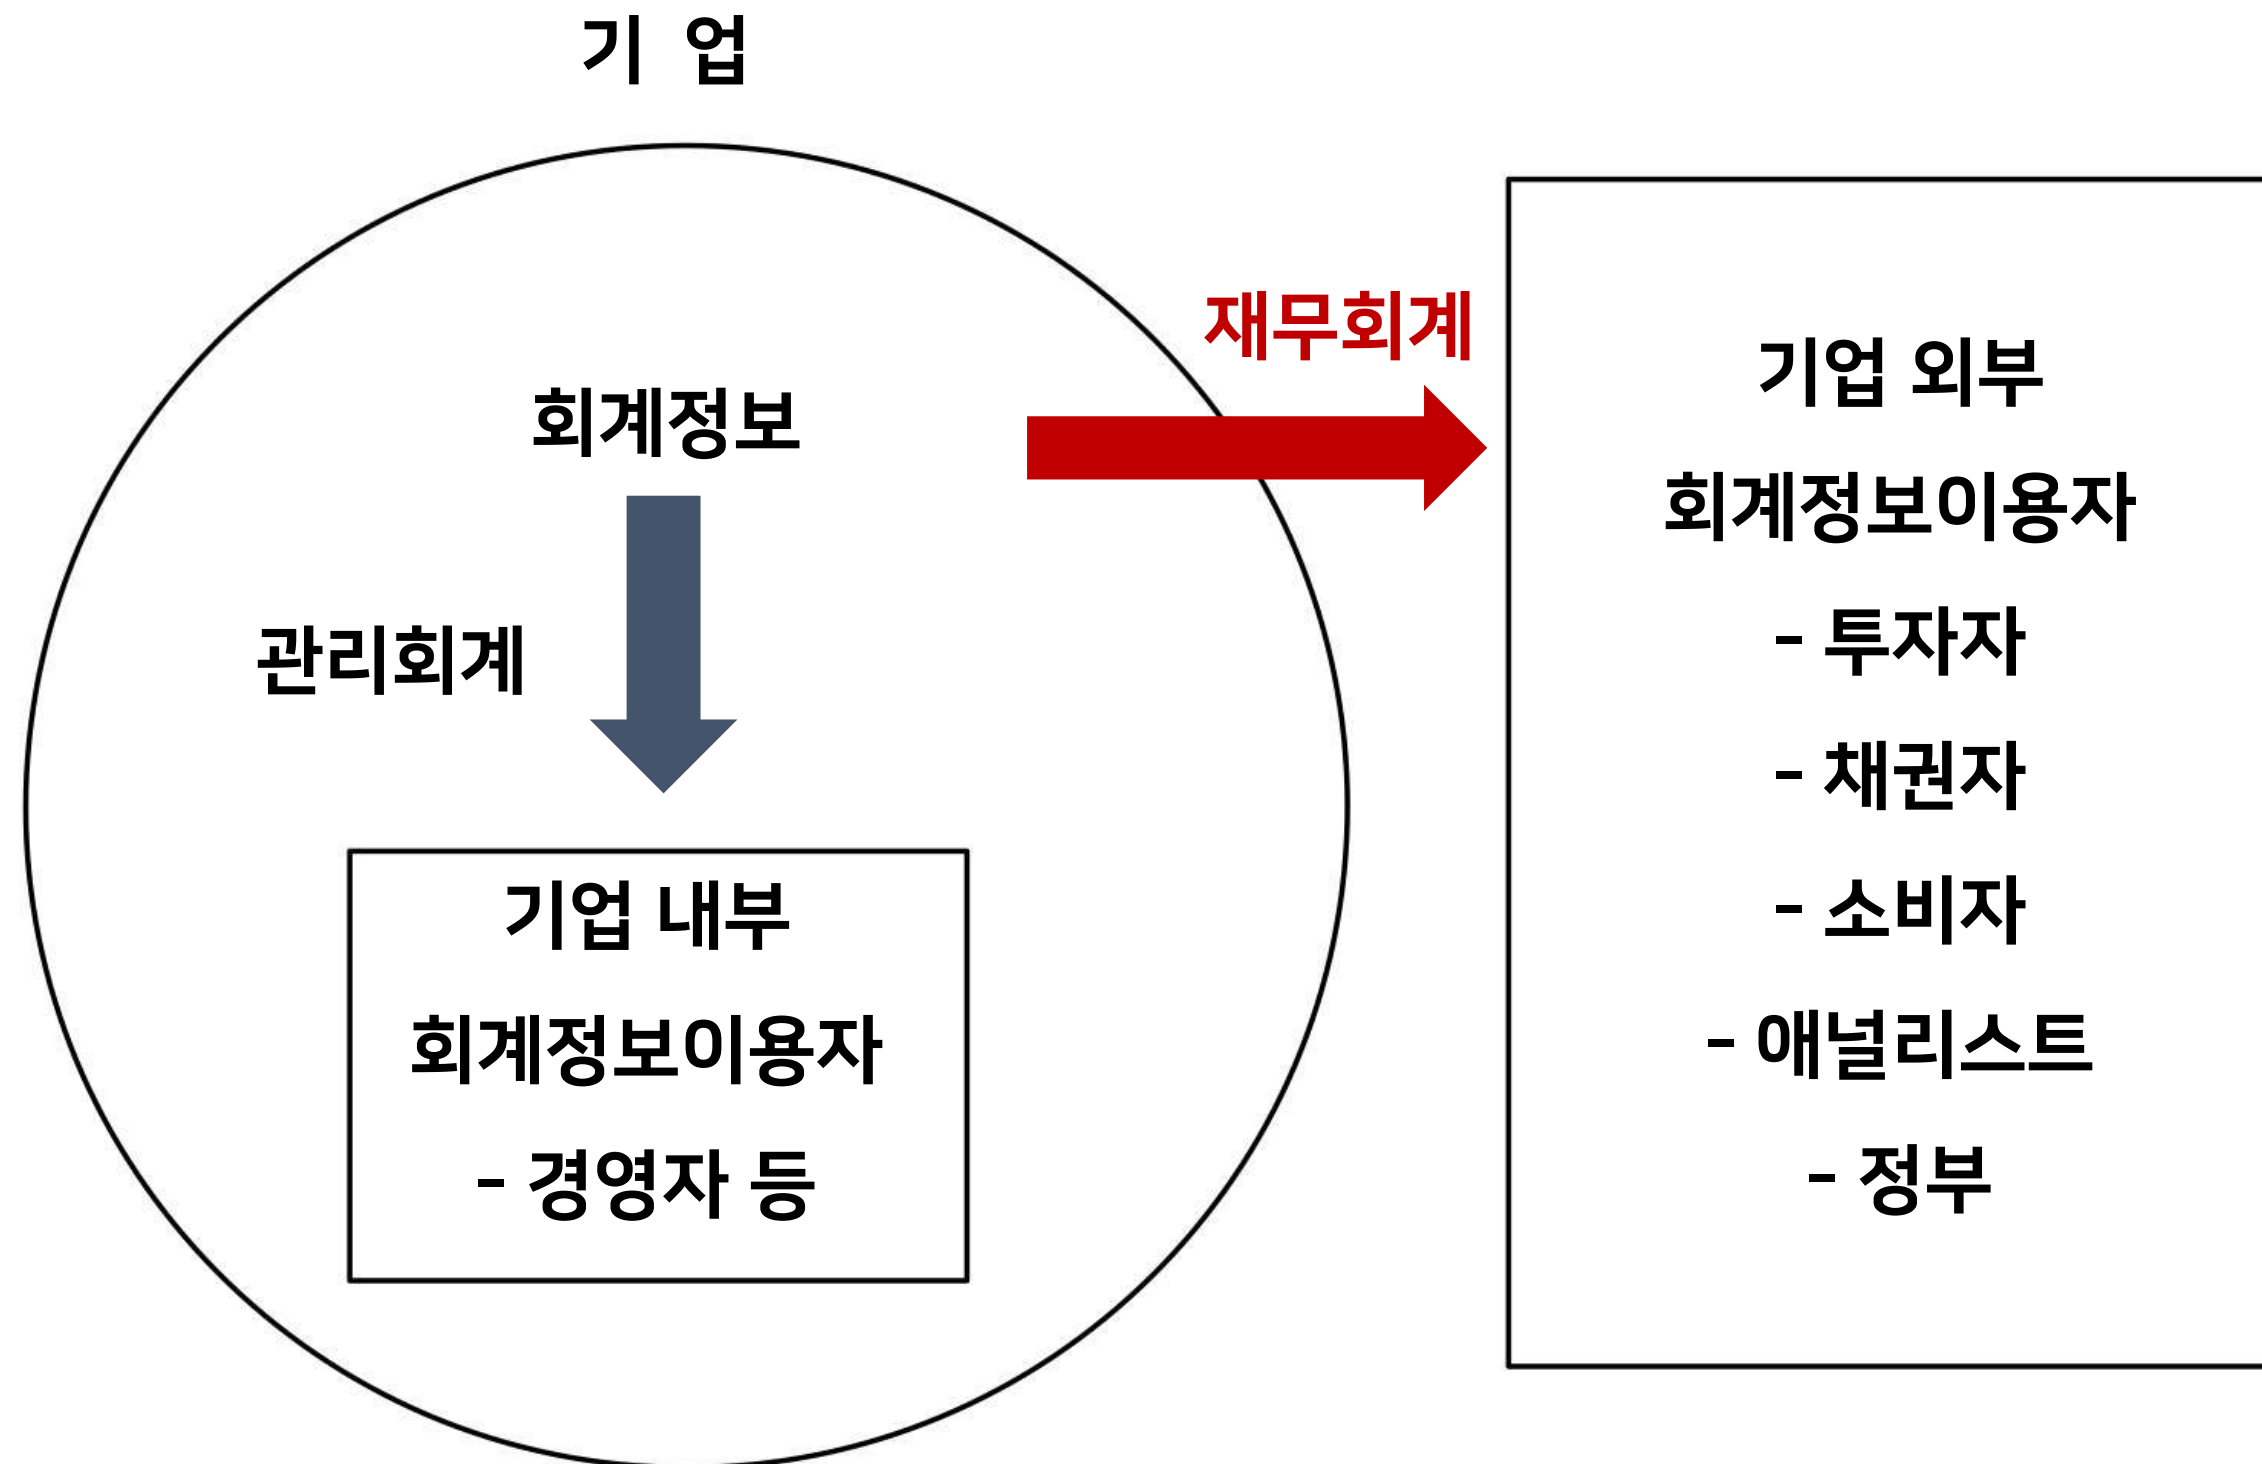 기 업
회계정보
관리회계
기업 내부
회계정보이용자
- 경영자 등
재무회계
기업 외부
회계정보이용자
- 투자자
- 채권자
- 소비자
- 애널리스트
- 정부